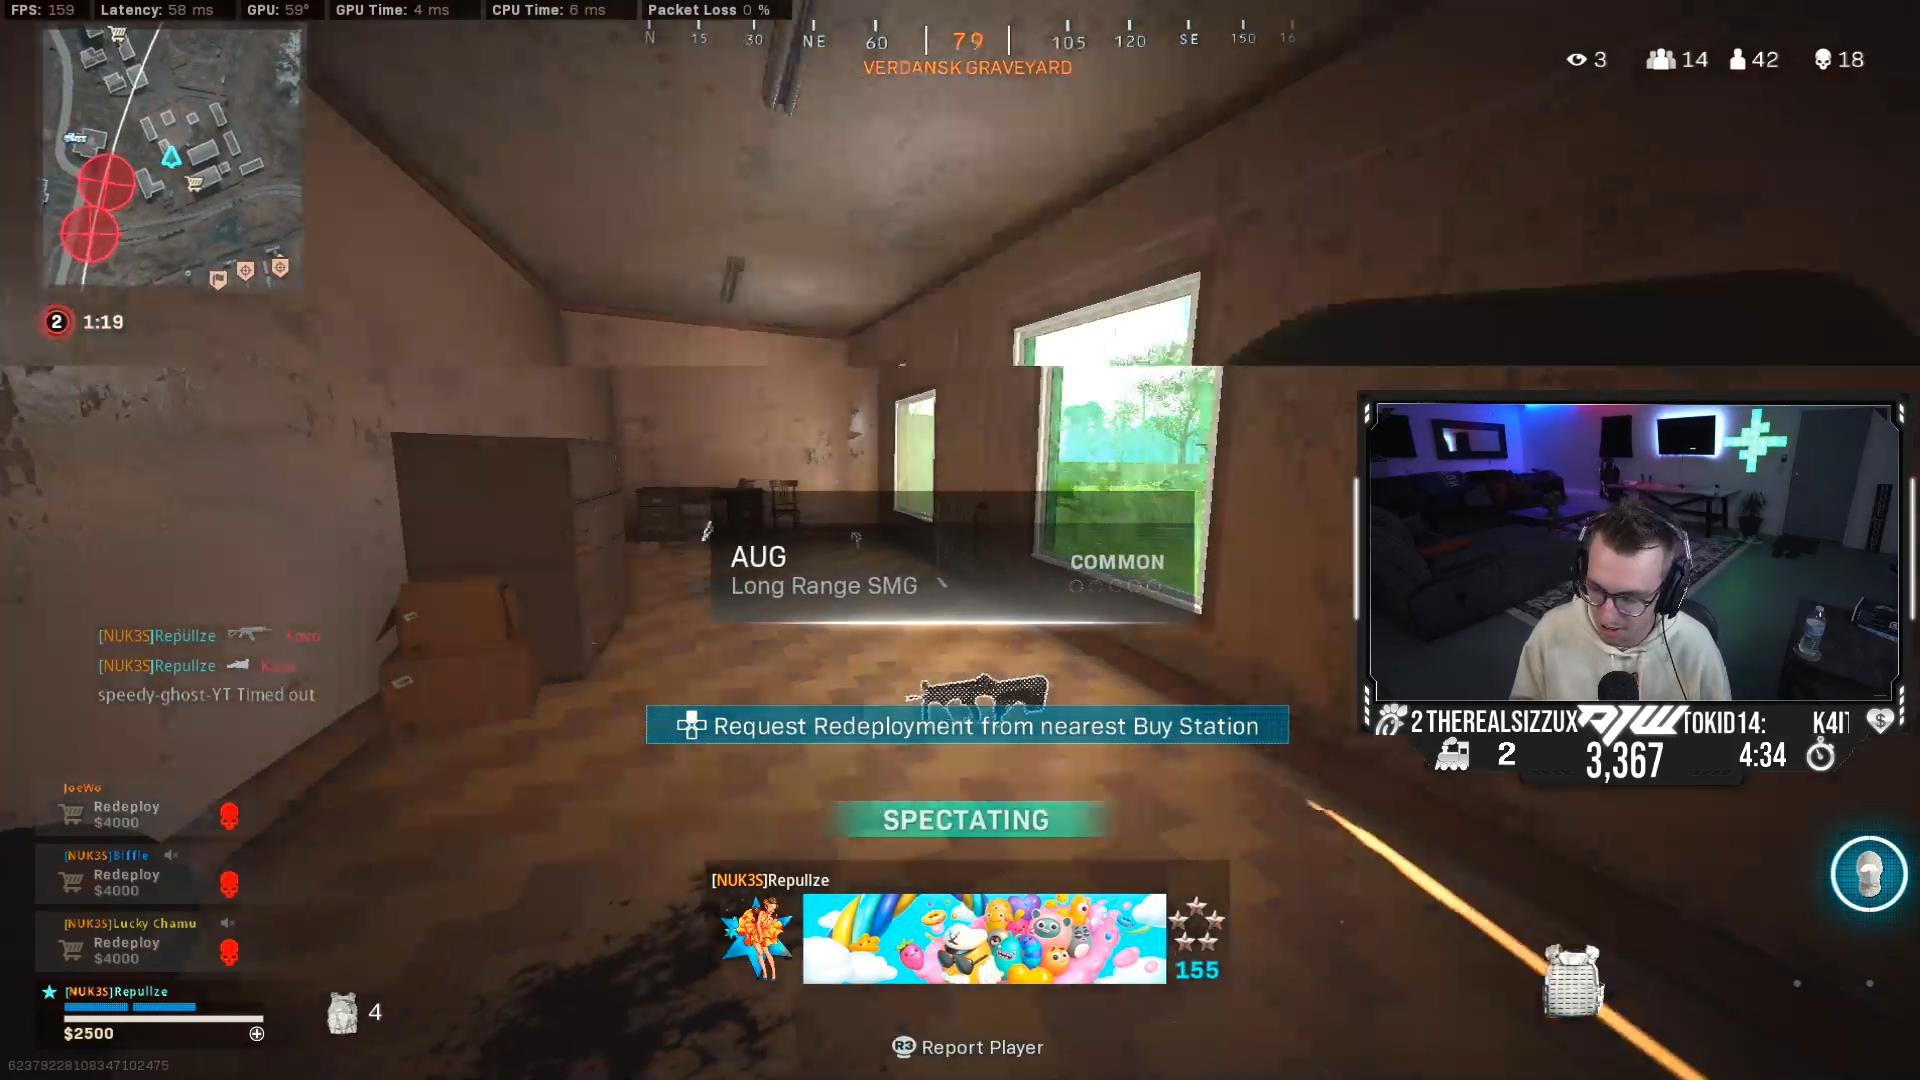 FPS: 159 Latency: 58 ms GPU: 59° GPU Time: 4 ms CPU Time: 6 ms Packet Loss 0 %
N 15 30 NE 60 79 105 120 SE 150 16
VERDANSK GRAVEYARD
3 14 42 18
2 1:19
AUG COMMON
Long Range SMG
[NUK3S]Repullze
[NUK3S]Repullze
speedy-ghost-YT Timed out
Request Redeployment from nearest Buy Station
2 THEREALSIZZUX TOKID14: K4IT
2 3,367 4:34
SPECTATING
JoeWo
Redeploy
$4000
[NUK3S]Biffle
Redeploy
$4000
[NUK3S]Lucky Chamu
Redeploy
$4000
[NUK3S]Repullze
$2500
4
[NUK3S]Repullze
155
R3 Report Player
62379228108347102475